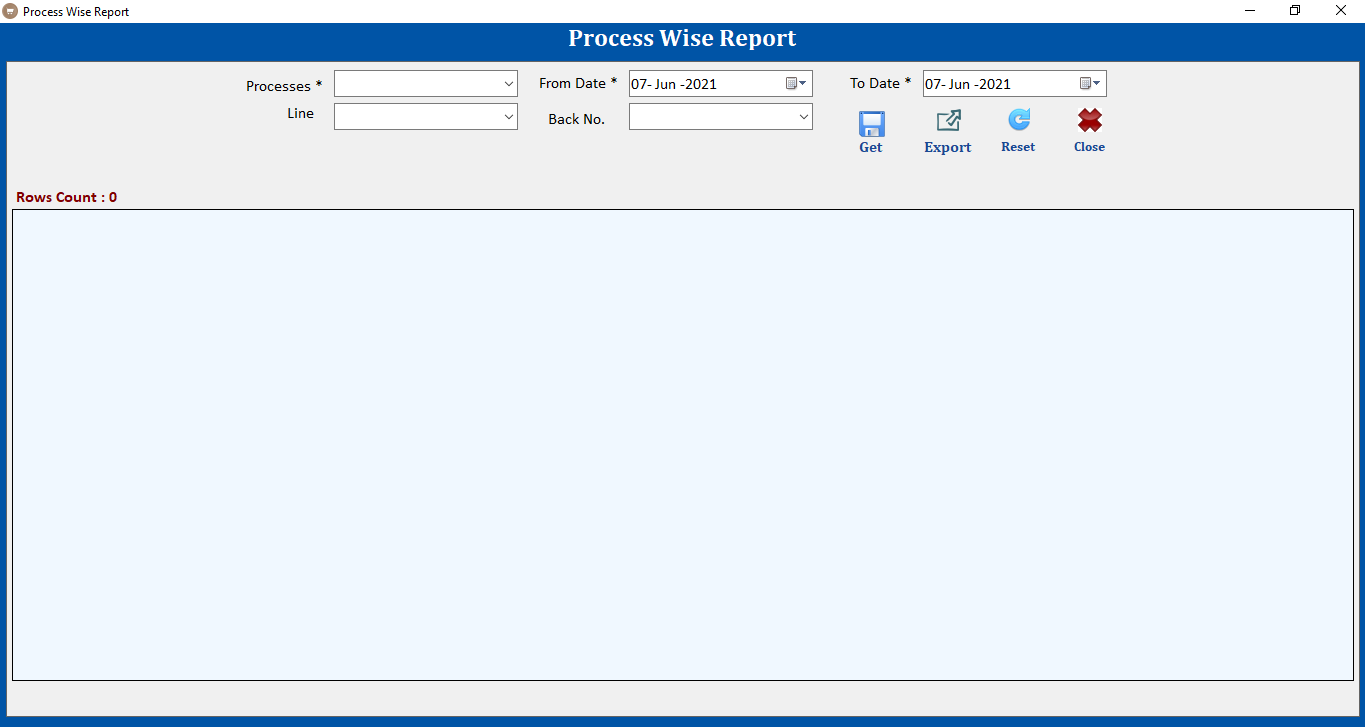 Process Wise Report
Process Wise Report
Processes * From Date * 07- Jun -2021 To Date * 07- Jun -2021
Line Back No.
Get Export Reset Close
Rows Count : 0